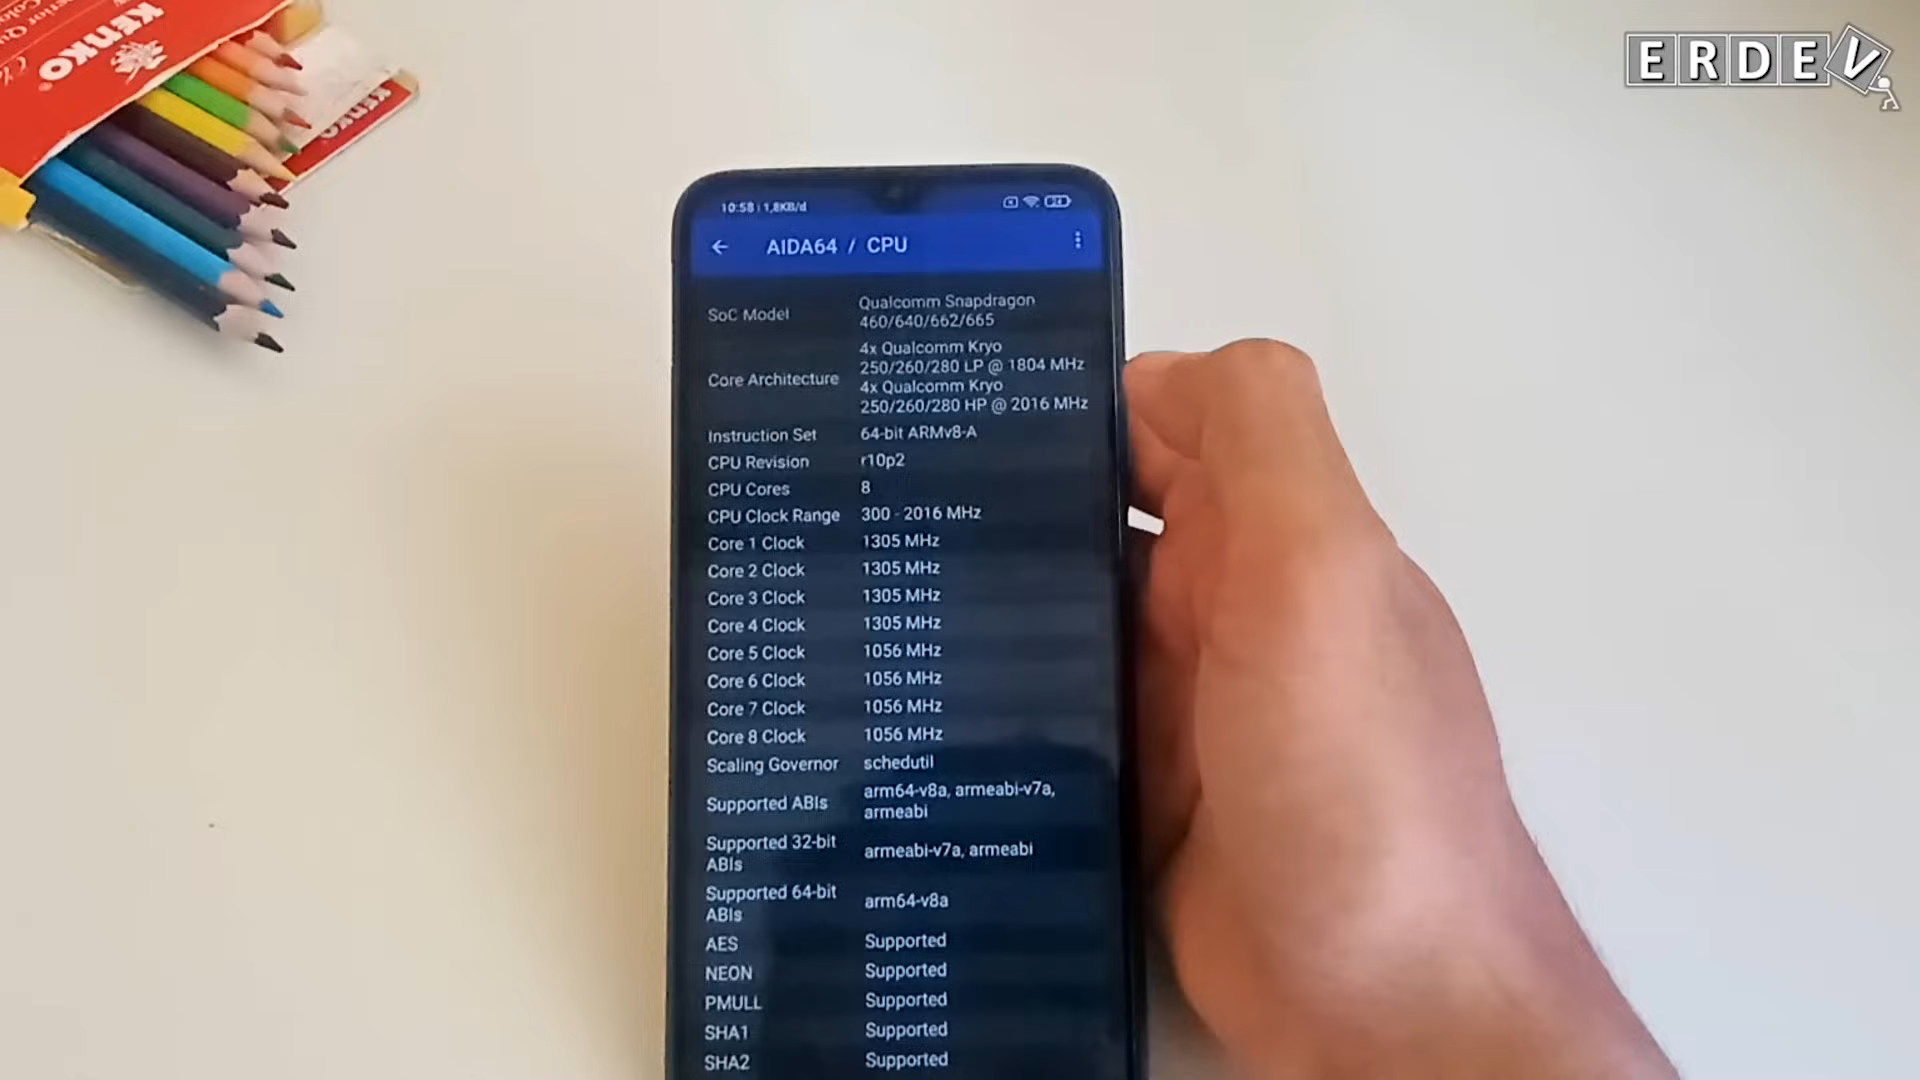 KENKO
KENKO
ERDEV
10:58 | 1,8KB/d
AIDA64 / CPU
SoC Model
Qualcomm Snapdragon
460/640/662/665
Core Architecture
4x Qualcomm Kryo
250/260/280 LP @ 1804 MHz
4x Qualcomm Kryo
250/260/280 HP @ 2016 MHz
Instruction Set 64-bit ARMv8-A
CPU Revision r10p2
CPU Cores 8
CPU Clock Range 300 - 2016 MHz
Core 1 Clock 1305 MHz
Core 2 Clock 1305 MHz
Core 3 Clock 1305 MHz
Core 4 Clock 1305 MHz
Core 5 Clock 1056 MHz
Core 6 Clock 1056 MHz
Core 7 Clock 1056 MHz
Core 8 Clock 1056 MHz
Scaling Governor schedutil
Supported ABIs
arm64-v8a, armeabi-v7a,
armeabi
Supported 32-bit
ABIs
armeabi-v7a, armeabi
Supported 64-bit
ABIs
arm64-v8a
AES Supported
NEON Supported
PMULL Supported
SHA1 Supported
SHA2 Supported